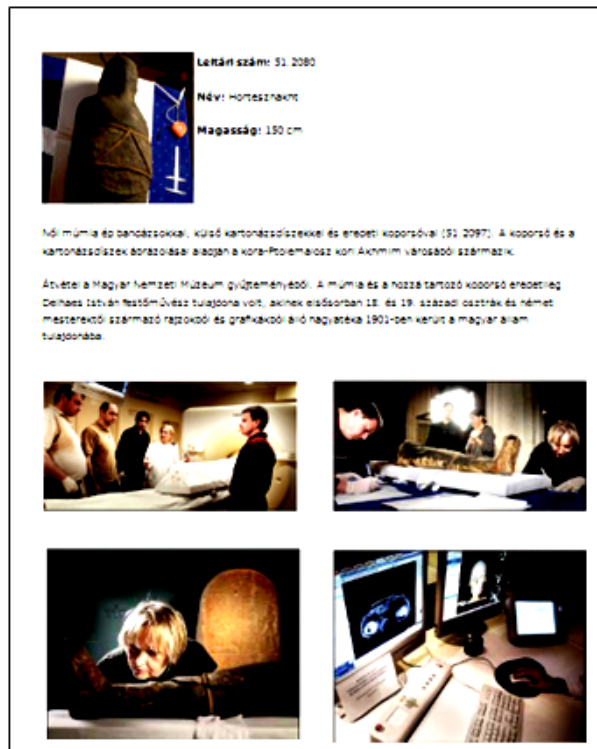 Leltári szám: 51.2080
Név: Hortesznakht
Magasság: 150 cm
Női múmia ép bandázsokkal, külső kartonázsdíszekkel és eredeti koporsóval (51.2097). A koporsó és a
kartonázsdíszek ábrázolásai alapján a kora-Ptolemaiosz kori Akhmim városából származik.
Átvétel a Magyar Nemzeti Múzeum gyűjteményéből. A múmia és a hozzá tartozó koporsó eredetileg
Delhaes István festőművész tulajdona volt, akinek elsősorban 18. és 19. századi osztrák és német
mesterektől származó rajzokból és grafikákból álló hagyatéka 1901-ben került a magyar állam
tulajdonába.